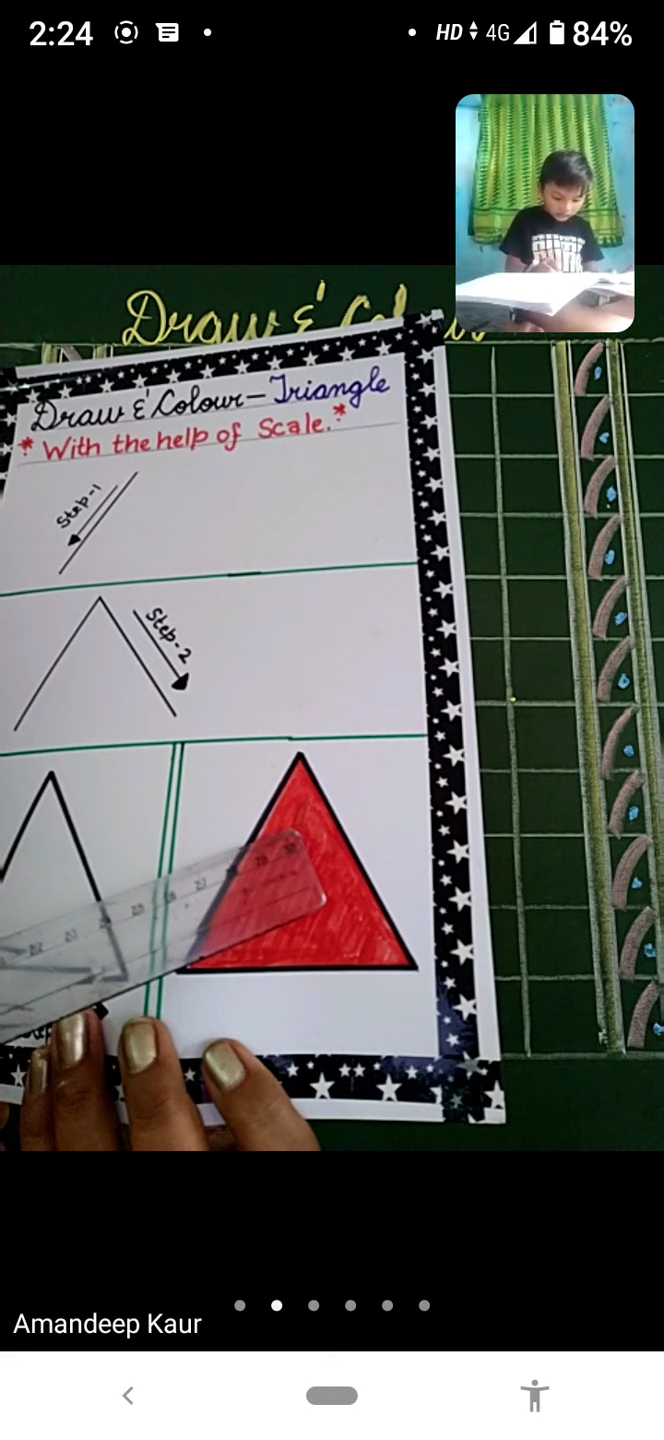 2:24
HD 4G 84%
Draw &
Draw & Colour - Triangle
* With the help of Scale. *
Step-1
Step-2
Amandeep Kaur